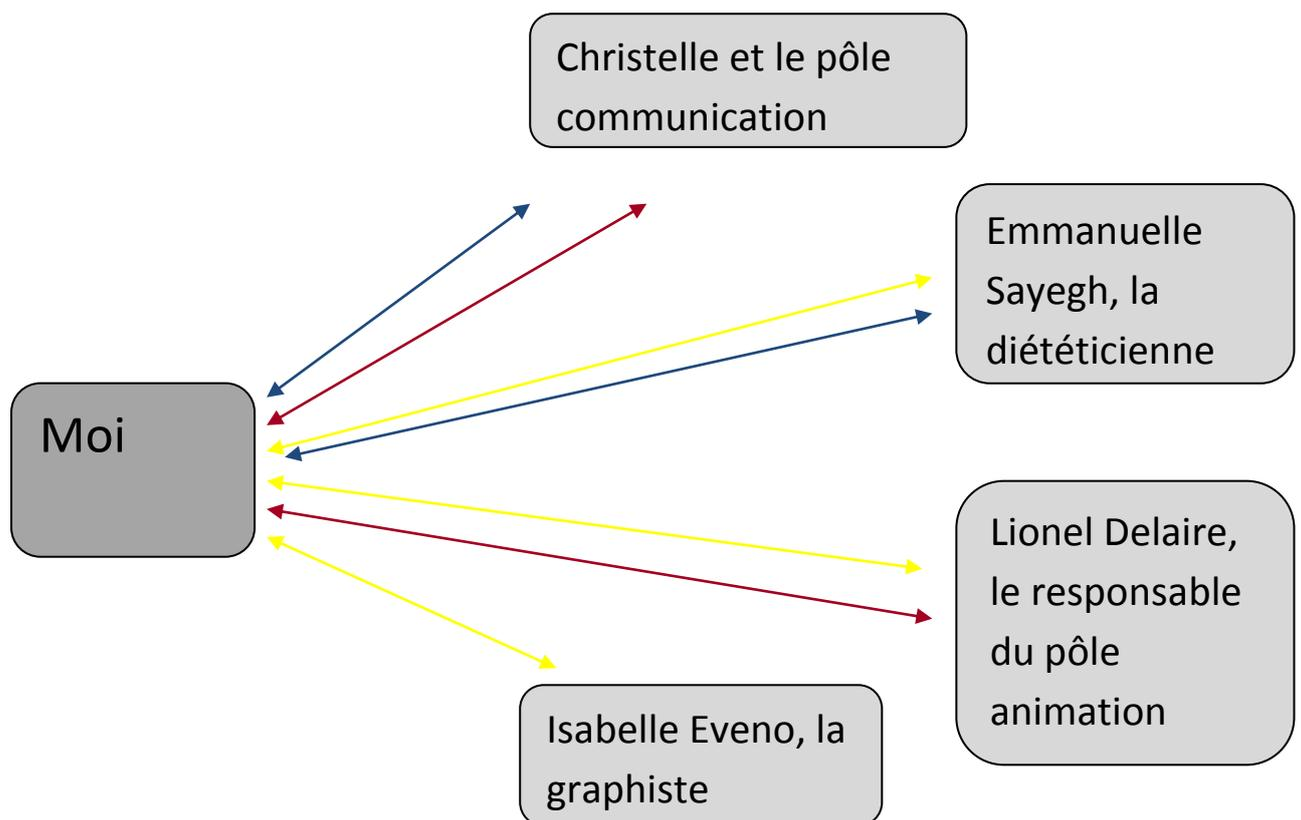 Christelle et le pôle
communication
Emmanuelle
Sayegh, la
diététicienne
Moi
Lionel Delaire,
le responsable
du pôle
animation
Isabelle Eveno, la
graphiste